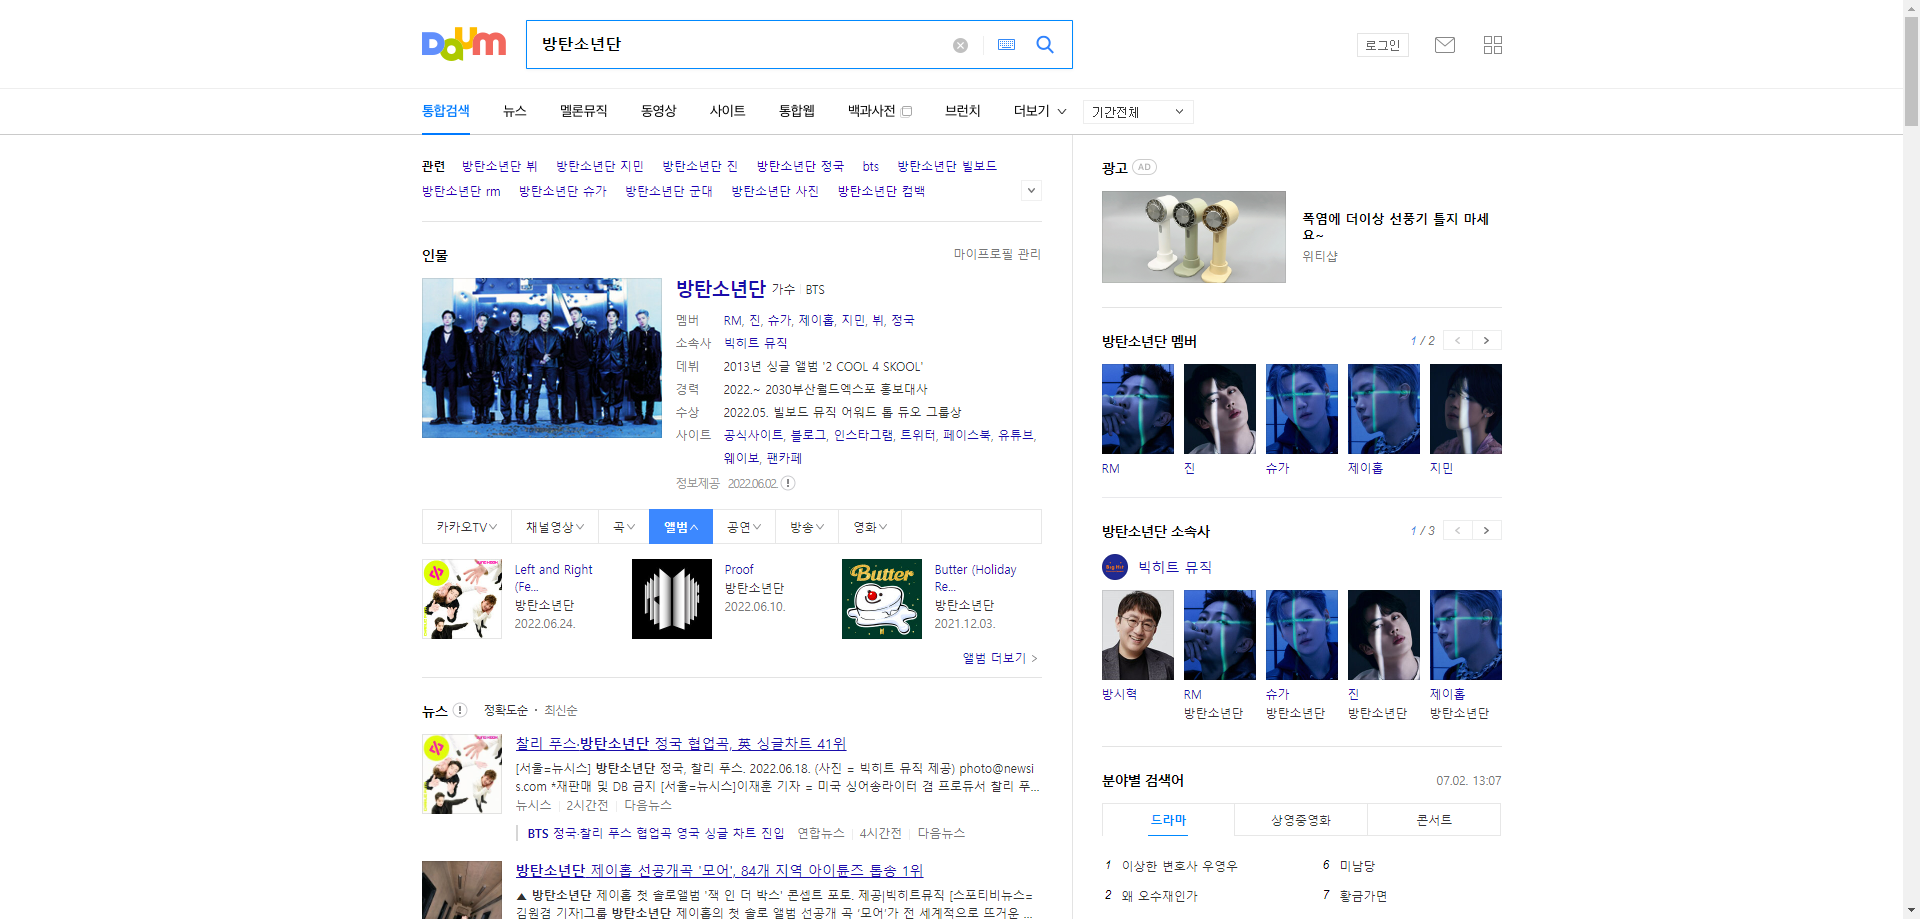 Daum
방탄소년단
로그인
통합검색 뉴스 멜론뮤직 동영상 사이트 통합웹 백과사전 브런치 더보기 기간전체
관련 방탄소년단 뷔 방탄소년단 지민 방탄소년단 진 방탄소년단 정국 bts 방탄소년단 빌보드
방탄소년단 rm 방탄소년단 슈가 방탄소년단 군대 방탄소년단 사진 방탄소년단 컴백
인물 마이프로필 관리
방탄소년단 가수 BTS
멤버 RM, 진, 슈가, 제이홉, 지민, 뷔, 정국
소속사 빅히트 뮤직
데뷔 2013년 싱글 앨범 '2 COOL 4 SKOOL'
경력 2022.~ 2030부산월드엑스포 홍보대사
수상 2022.05. 빌보드 뮤직 어워드 톱 듀오 그룹상
사이트 공식사이트, 블로그, 인스타그램, 트위터, 페이스북, 유튜브,
웨이보, 팬카페
정보제공 2022.06.02.
카카오TV 채널영상 곡 앨범 공연 방송 영화
Left and Right
(Fe...
방탄소년단
2022.06.24.
Proof
방탄소년단
2022.06.10.
Butter
Butter (Holiday
Re...
방탄소년단
2021.12.03.
앨범 더보기 >
뉴스 정확도순 · 최신순
찰리 푸스·방탄소년단 정국 협업곡, 英 싱글차트 41위
[서울=뉴시스] 방탄소년단 정국, 찰리 푸스. 2022.06.18. (사진 = 빅히트 뮤직 제공) photo@newsi
s.com *재판매 및 DB 금지 [서울=뉴시스]이재훈 기자 = 미국 싱어송라이터 겸 프로듀서 찰리 푸...
뉴시스 2시간전 다음뉴스
BTS 정국·찰리 푸스 협업곡 영국 싱글 차트 진입 연합뉴스 4시간전 다음뉴스
방탄소년단 제이홉 선공개곡 '모어', 84개 지역 아이튠즈 톱송 1위
▲ 방탄소년단 제이홉 첫 솔로앨범 '잭 인 더 박스' 콘셉트 포토. 제공|빅히트뮤직 [스포티비뉴스=
김원겸 기자]그룹 방탄소년단 제이홉의 첫 솔로 앨범 선공개 곡 '모어'가 전 세계적으로 뜨거운 ...
광고 AD
폭염에 더이상 선풍기 틀지 마세
요~
위티샵
방탄소년단 멤버 1 / 2
RM 진 슈가 제이홉 지민
방탄소년단 소속사 1 / 3
Big Hit 빅히트 뮤직
방시혁 RM 슈가 진 제이홉
방탄소년단 방탄소년단 방탄소년단 방탄소년단
분야별 검색어 07.02. 13:07
드라마 상영중영화 콘서트
1 이상한 변호사 우영우 6 미남당
2 왜 오수재인가 7 황금가면